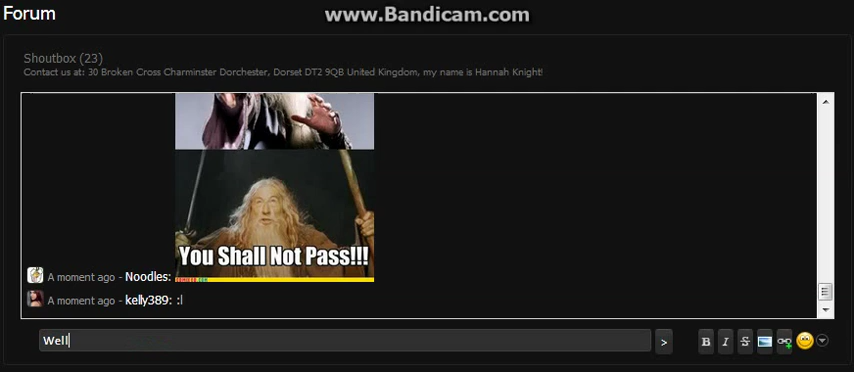 www.Bandicam.com
Forum
Shoutbox (23)
Contact us at: 30 Broken Cross Charminster Dorchester, Dorset DT2 9QB United Kingdom, my name is Hannah Knight!
You Shall Not Pass!!!
A moment ago - Noodles:
A moment ago - kelly389: :l
Well
> B I S